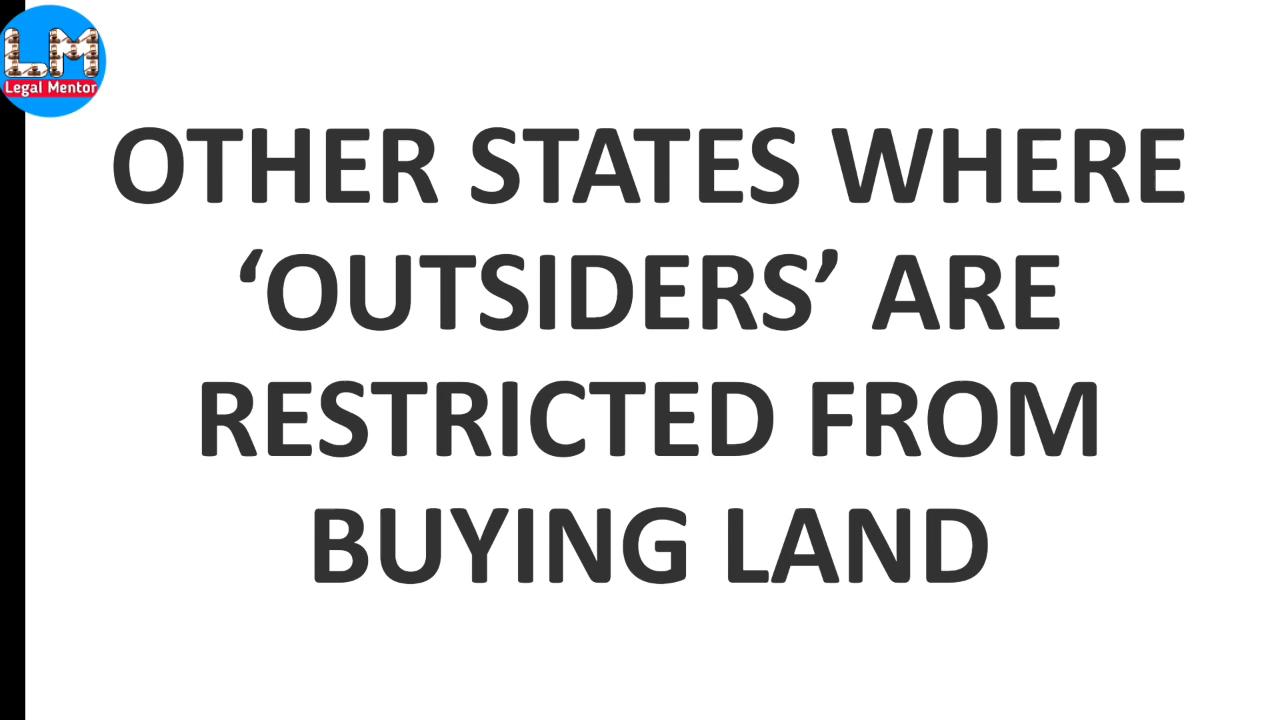 LM
Legal Mentor
OTHER STATES WHERE
‘OUTSIDERS’ ARE
RESTRICTED FROM
BUYING LAND